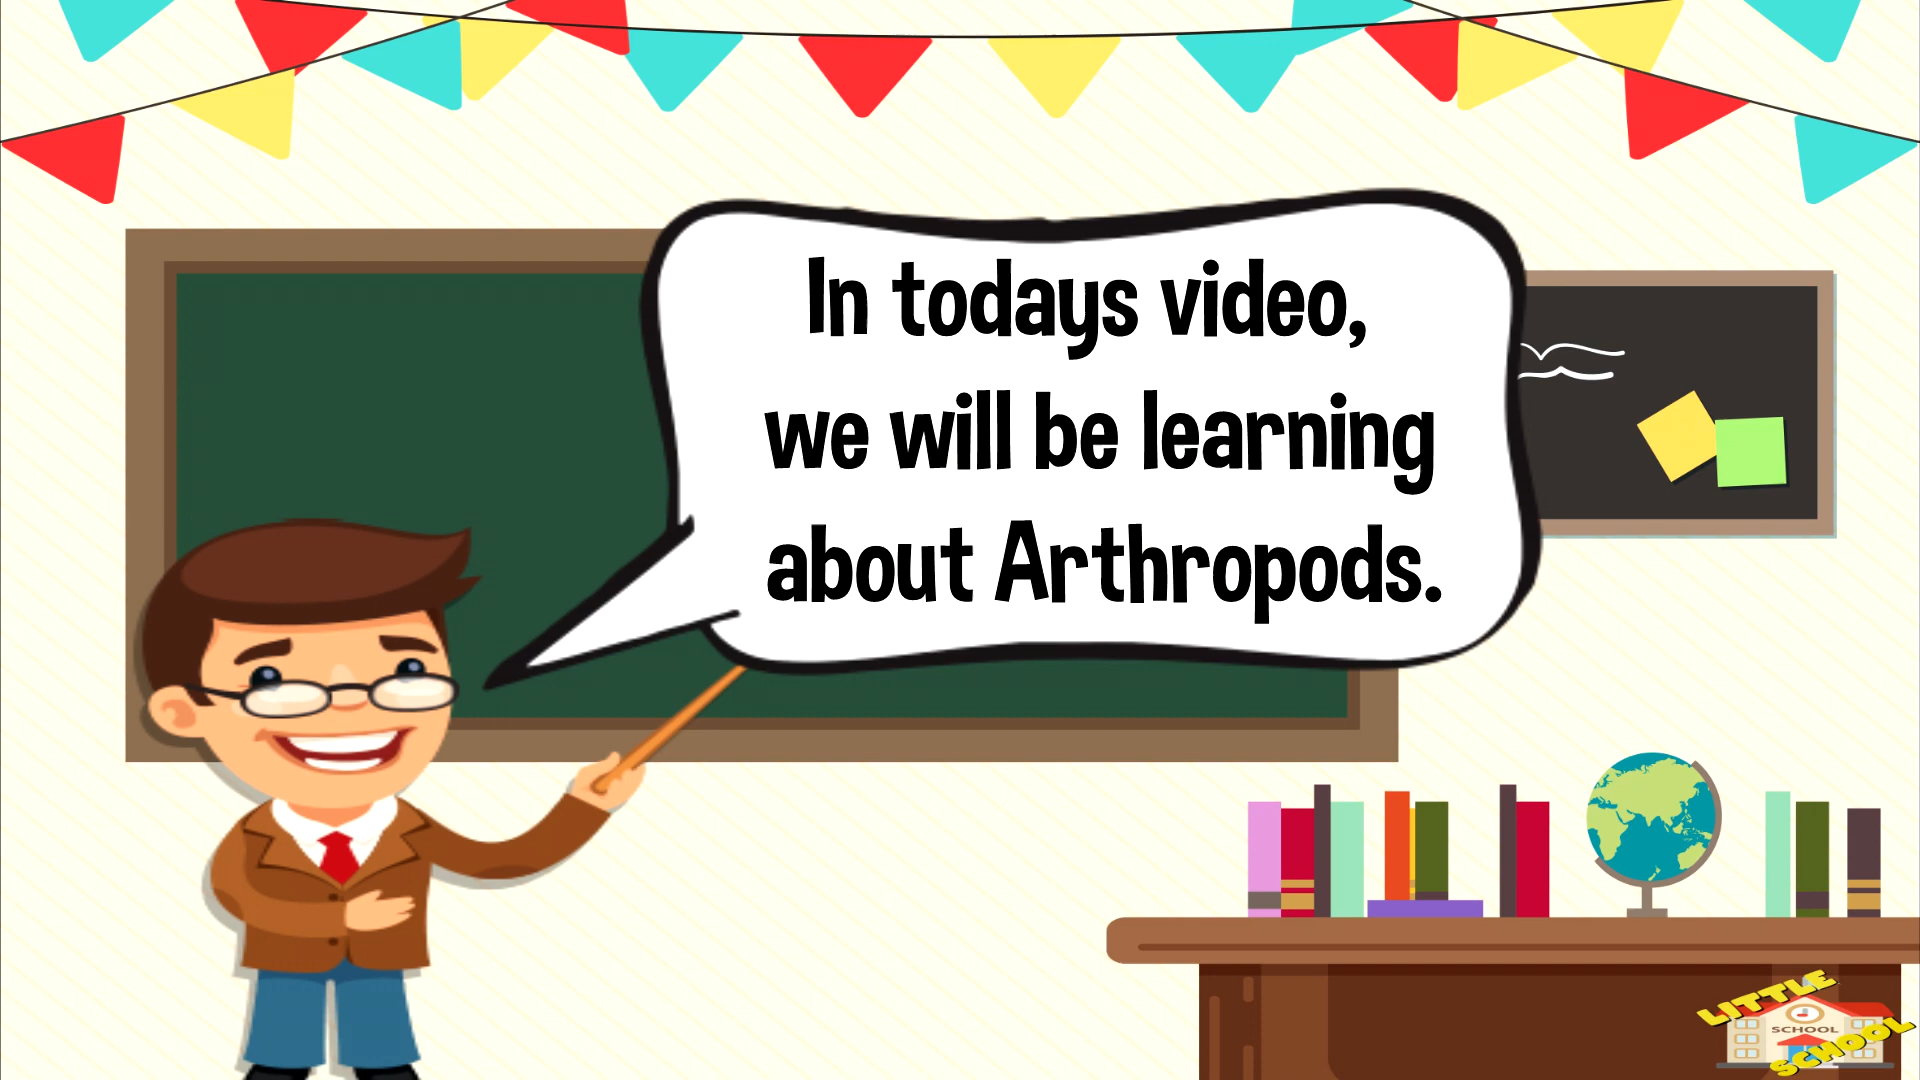 In todays video,
we will be learning
about Arthropods.
LITTLE
SCHOOL
SCHOOL